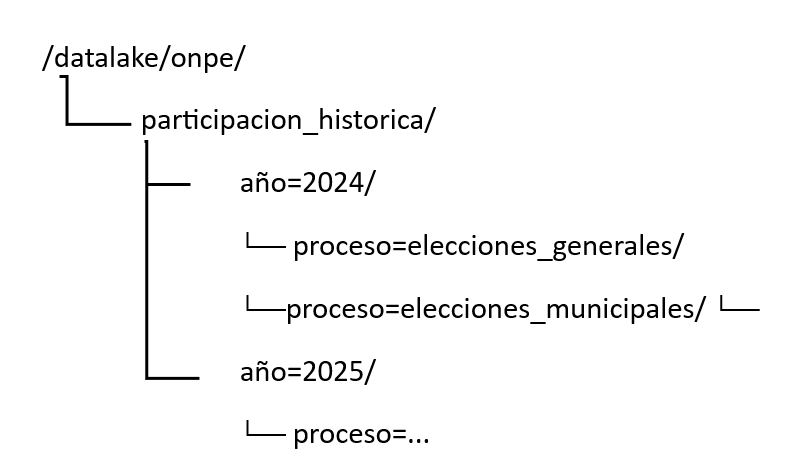 /datalake/onpe/
participacion_historica/
año=2024/
└── proceso=elecciones_generales/
└──proceso=elecciones_municipales/ └──
año=2025/
└── proceso=...